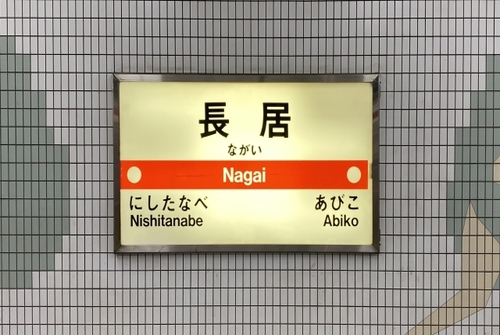 長居
ながい
Nagai
にしたなべ あびこ
Nishitanabe Abiko